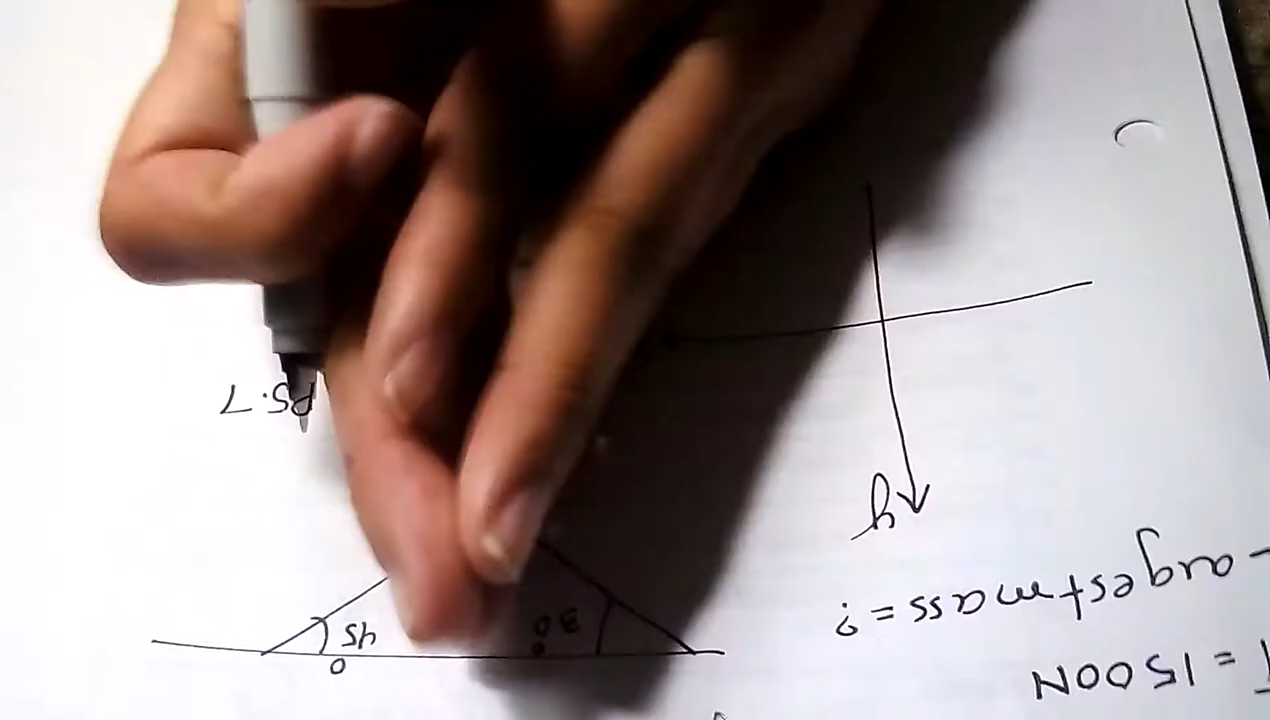 = 1500N
argest mass = ?
y
30°
45°
P5.7